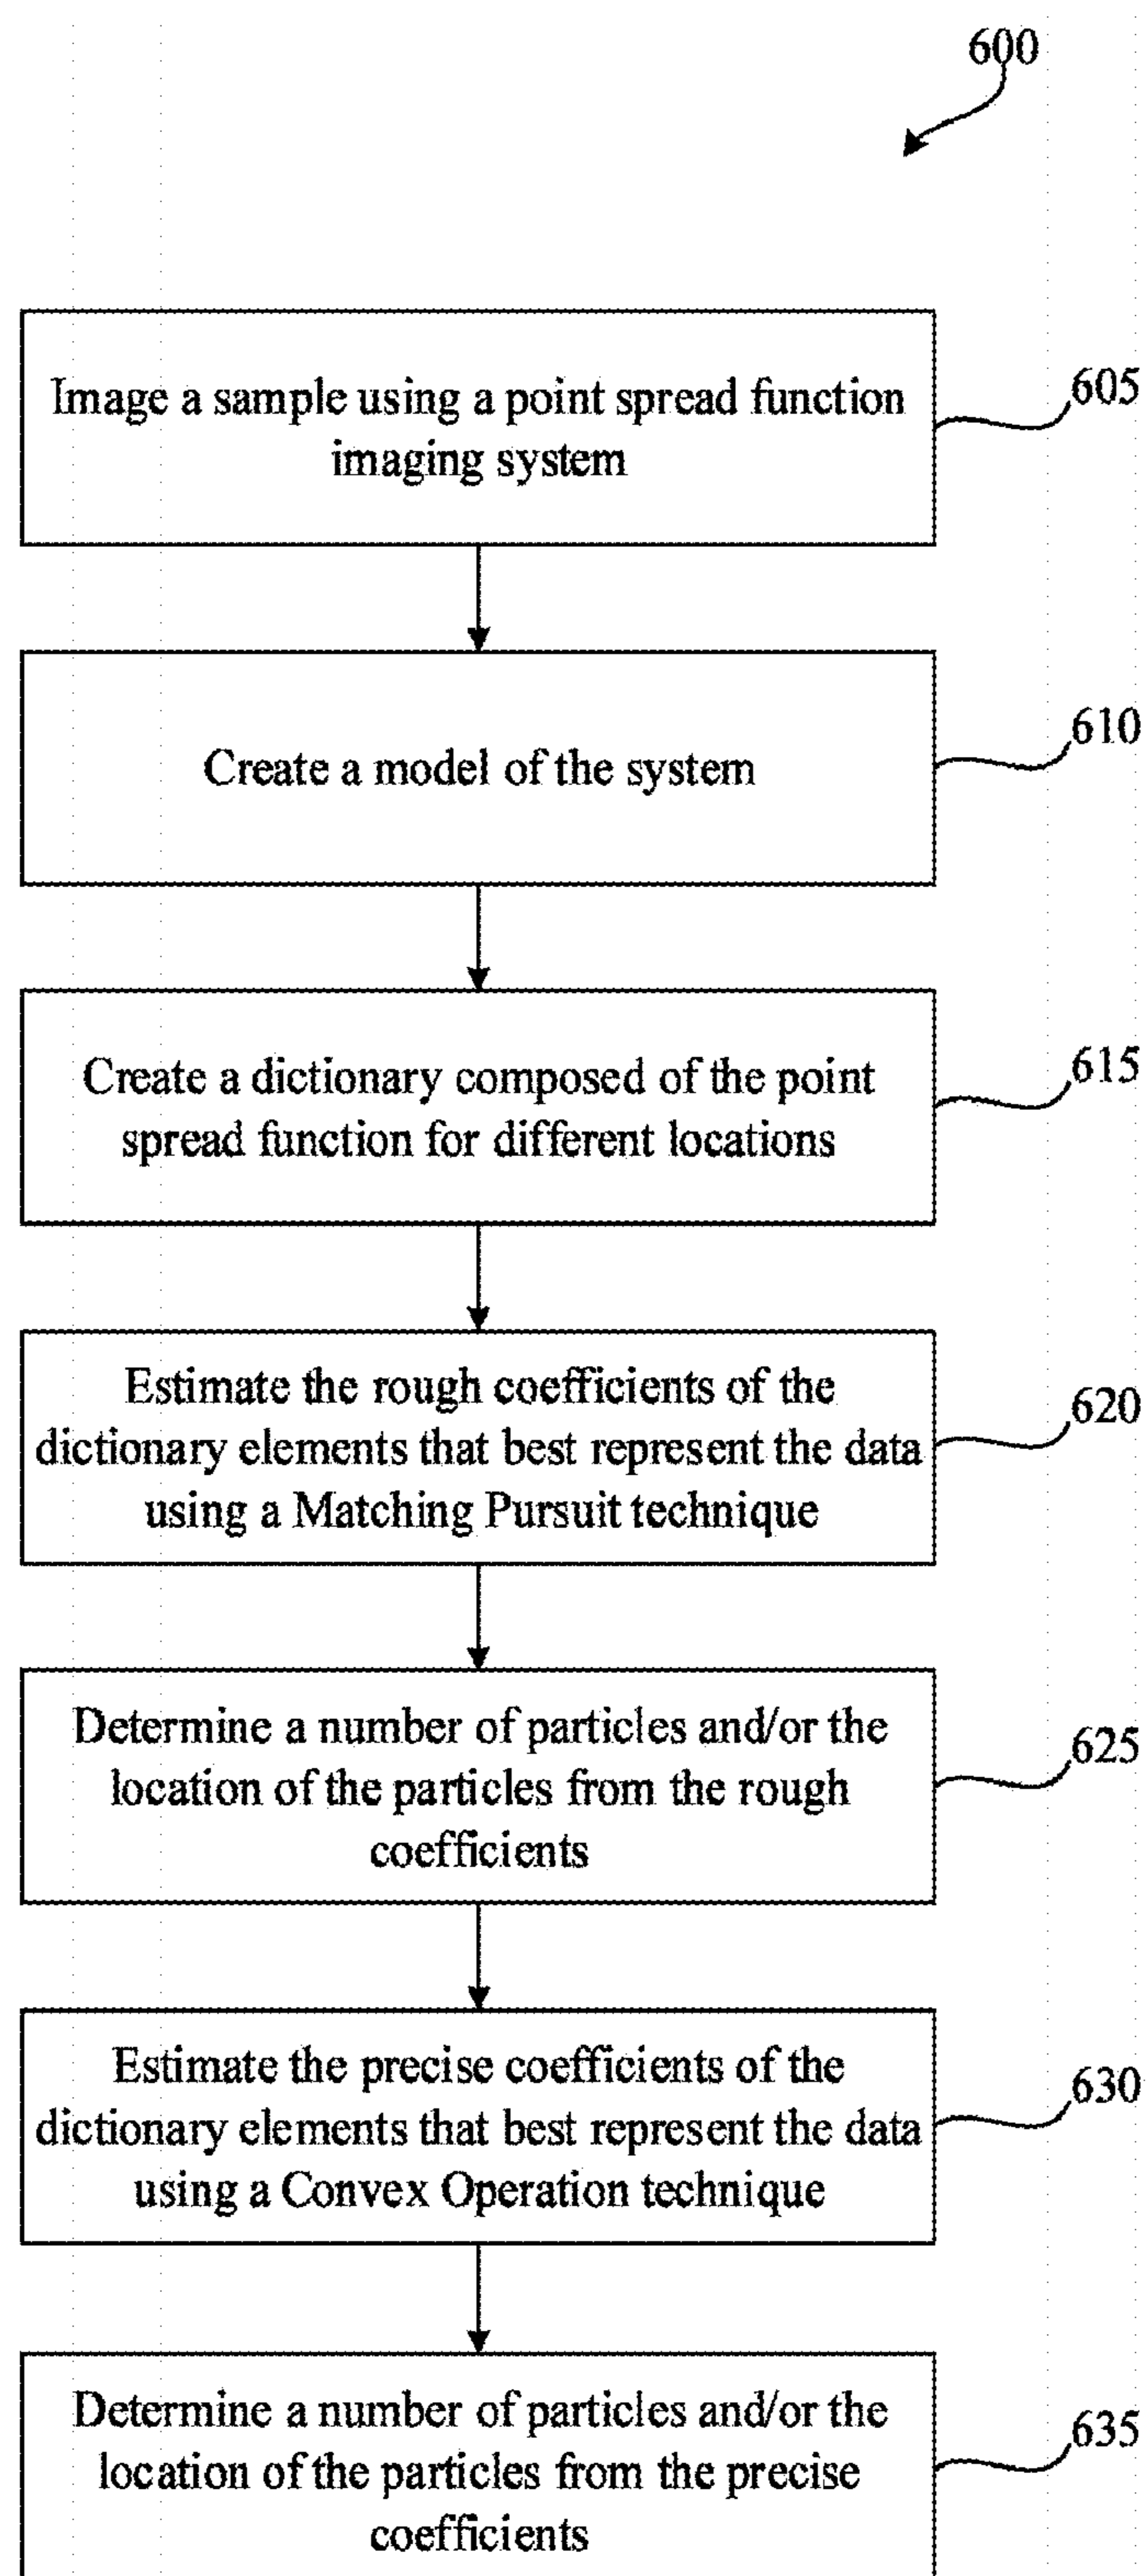 600
Image a sample using a point spread function
imaging system
605
Create a model of the system
610
Create a dictionary composed of the point
spread function for different locations
615
Estimate the rough coefficients of the
dictionary elements that best represent the data
using a Matching Pursuit technique
620
Determine a number of particles and/or the
location of the particles from the rough
coefficients
625
Estimate the precise coefficients of the
dictionary elements that best represent the data
using a Convex Operation technique
630
Determine a number of particles and/or the
location of the particles from the precise
coefficients
635